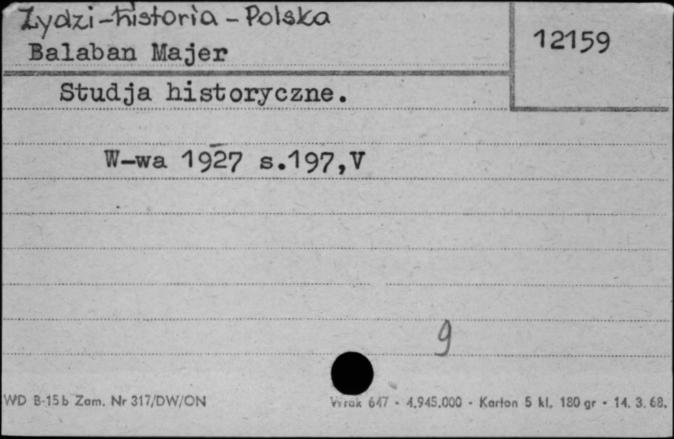 Żydzi-historia - Polska
12159
Balaban Majer
Studja historyczne.
W-wa 1927 s.197,V
9
WD B-15b Zam. Nr 317/DW/ON
647 - 4.945.000 - Karton 5 kl. 180 gr - 14. 3. 68.